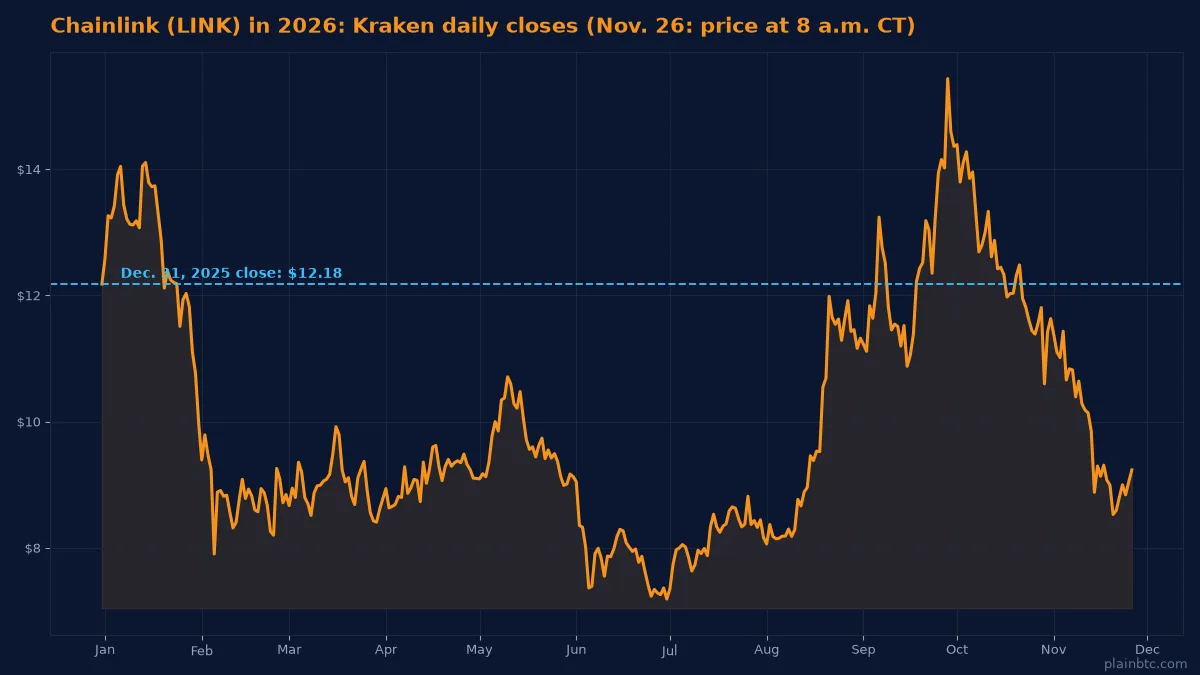 Chainlink (LINK) in 2026: Kraken daily closes (Nov. 26: price at 8 a.m. CT)
$14
Dec. 31, 2025 close: $12.18
$12
$10
$8
Jan Feb Mar Apr May Jun Jul Aug Sep Oct Nov Dec
plainbtc.com